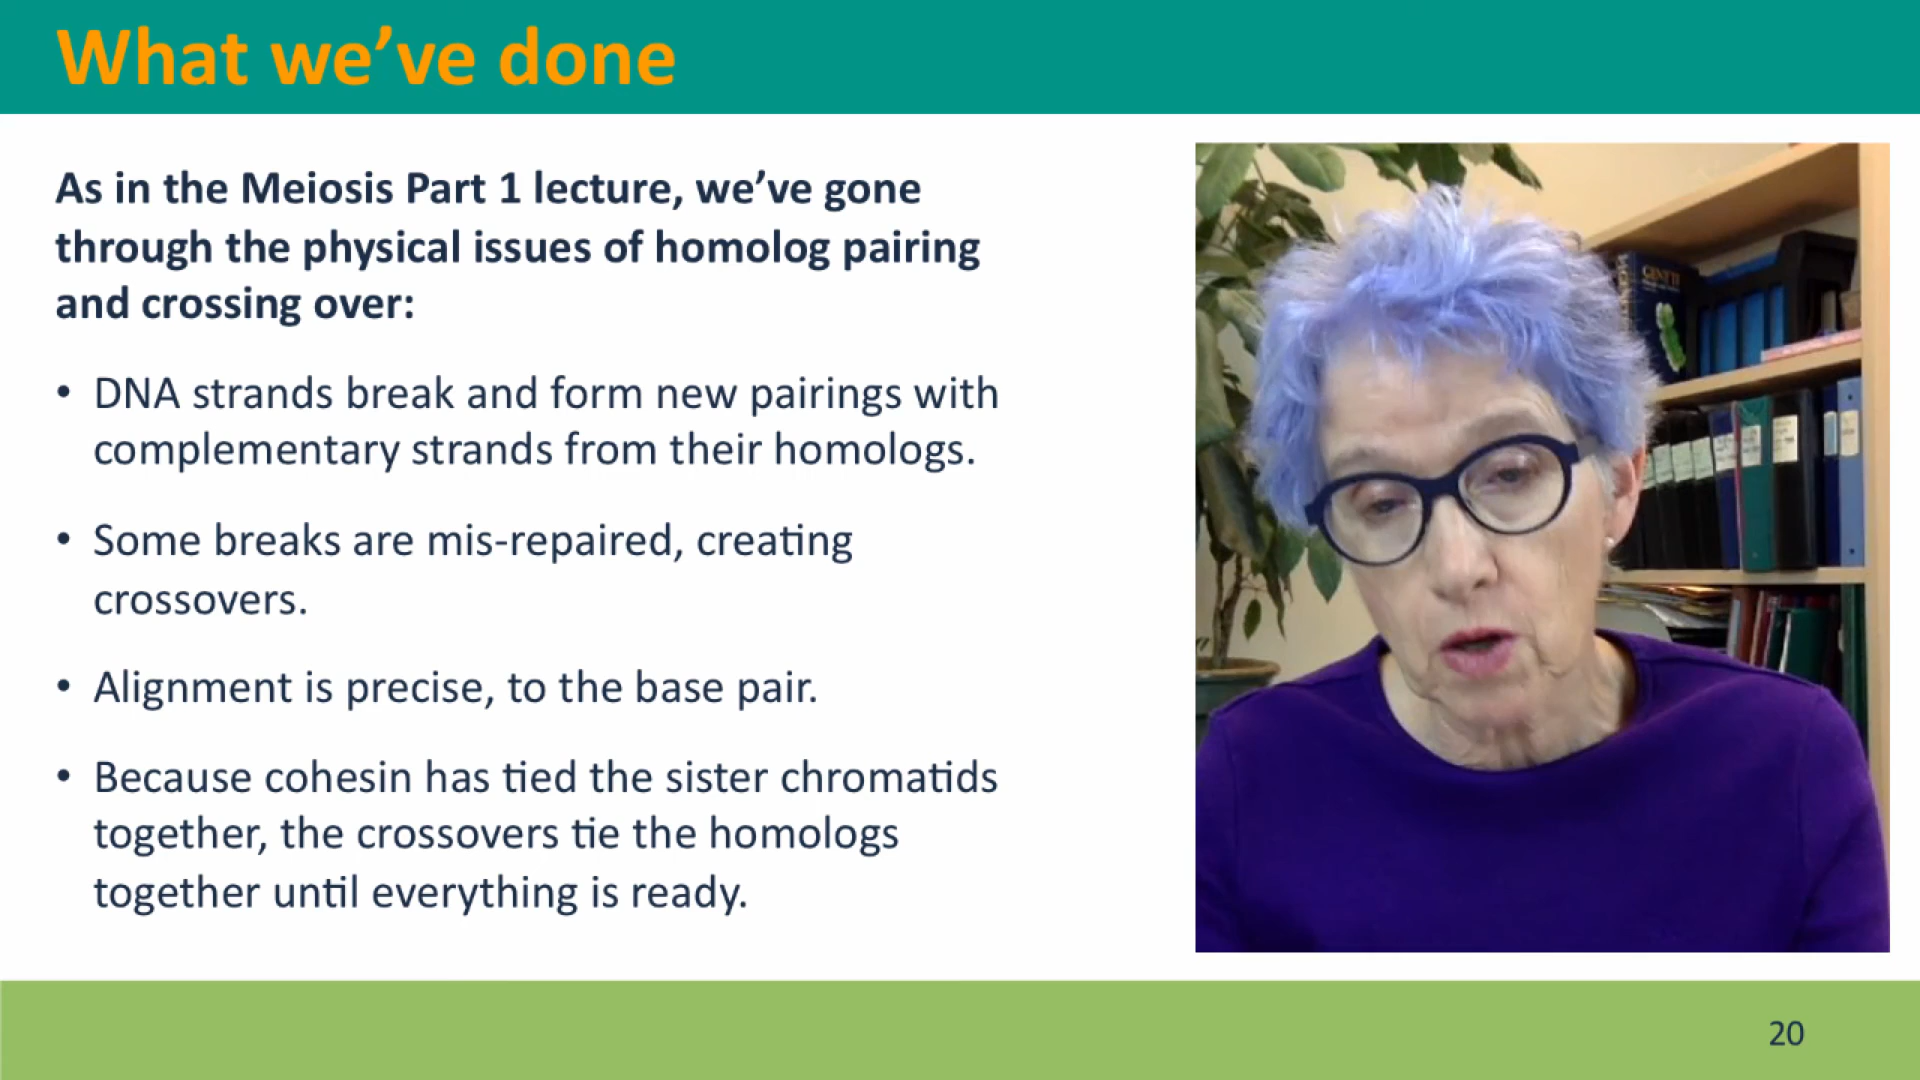 What we’ve done
As in the Meiosis Part 1 lecture, we’ve gone
through the physical issues of homolog pairing
and crossing over:
• DNA strands break and form new pairings with
complementary strands from their homologs.
• Some breaks are mis-repaired, creating
crossovers.
• Alignment is precise, to the base pair.
• Because cohesin has tied the sister chromatids
together, the crossovers tie the homologs
together until everything is ready.
20